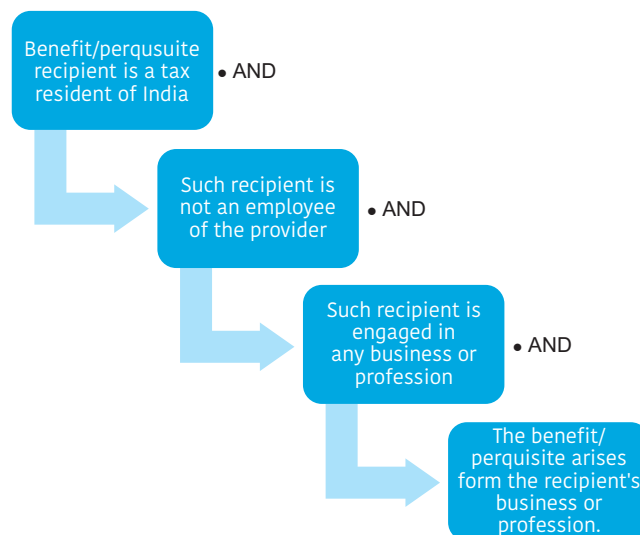 Benefit/perqusuite
recipient is a tax
resident of India
• AND
Such recipient is
not an employee
of the provider
• AND
Such recipient is
engaged in
any business or
profession
• AND
The benefit/
perquisite arises
form the recipient's
business or
profession.